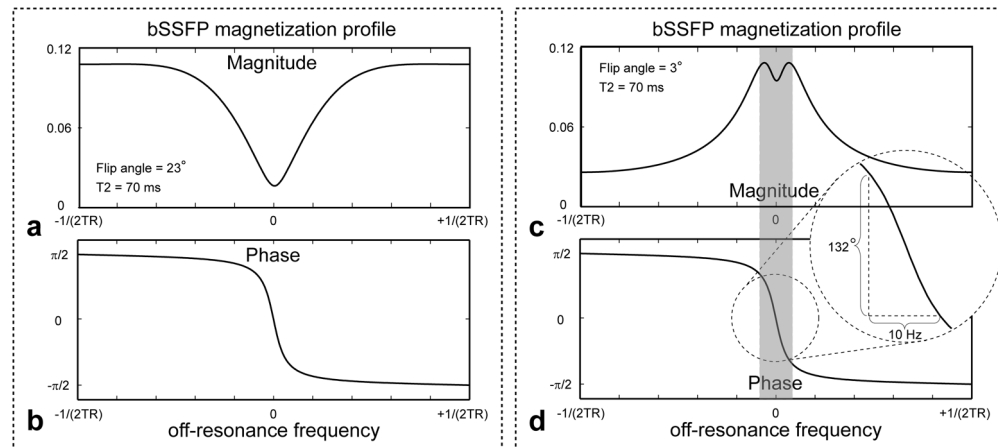 bSSFP magnetization profile
0.12
Magnitude
0.06
Flip angle = 23°
T2 = 70 ms
0
-1/(2TR)
0
+1/(2TR)
a
Phase
π/2
0
-π/2
-1/(2TR)
0
+1/(2TR)
b
off-resonance frequency
bSSFP magnetization profile
0.12
Flip angle = 3°
T2 = 70 ms
0.06
Magnitude
0
-1/(2TR)
0
c
π/2
132°
10 Hz
0
-π/2
Phase
-1/(2TR)
0
+1/(2TR)
d
off-resonance frequency